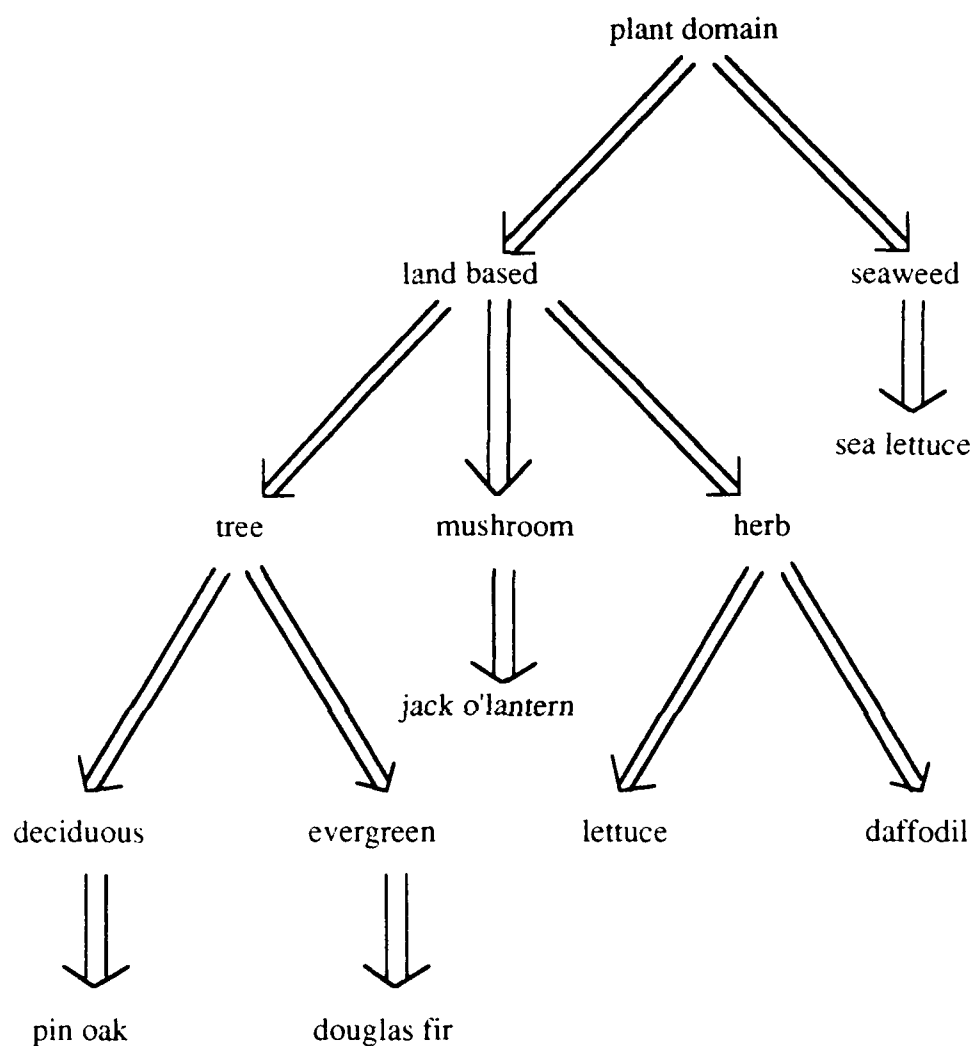 plant domain
land based
seaweed
sea lettuce
tree
mushroom
herb
jack o'lantern
deciduous
evergreen
lettuce
daffodil
pin oak
douglas fir